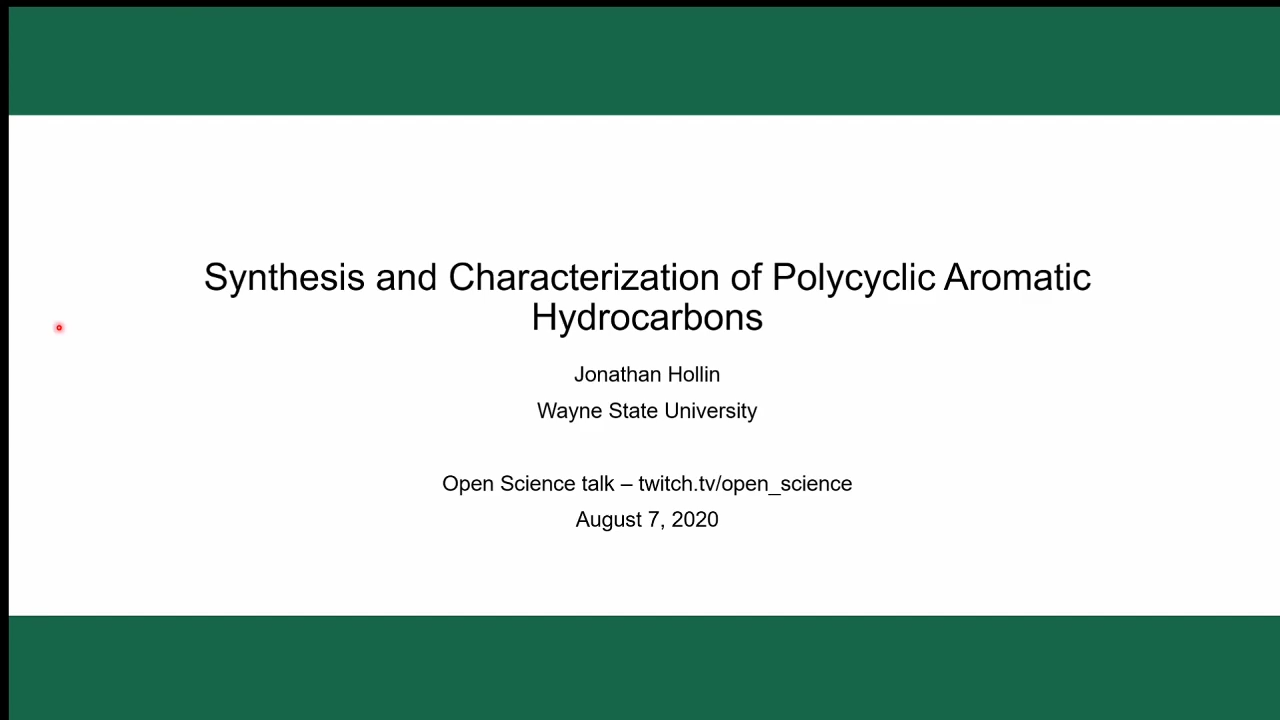 Synthesis and Characterization of Polycyclic Aromatic
Hydrocarbons
Jonathan Hollin
Wayne State University
Open Science talk – twitch.tv/open_science
August 7, 2020